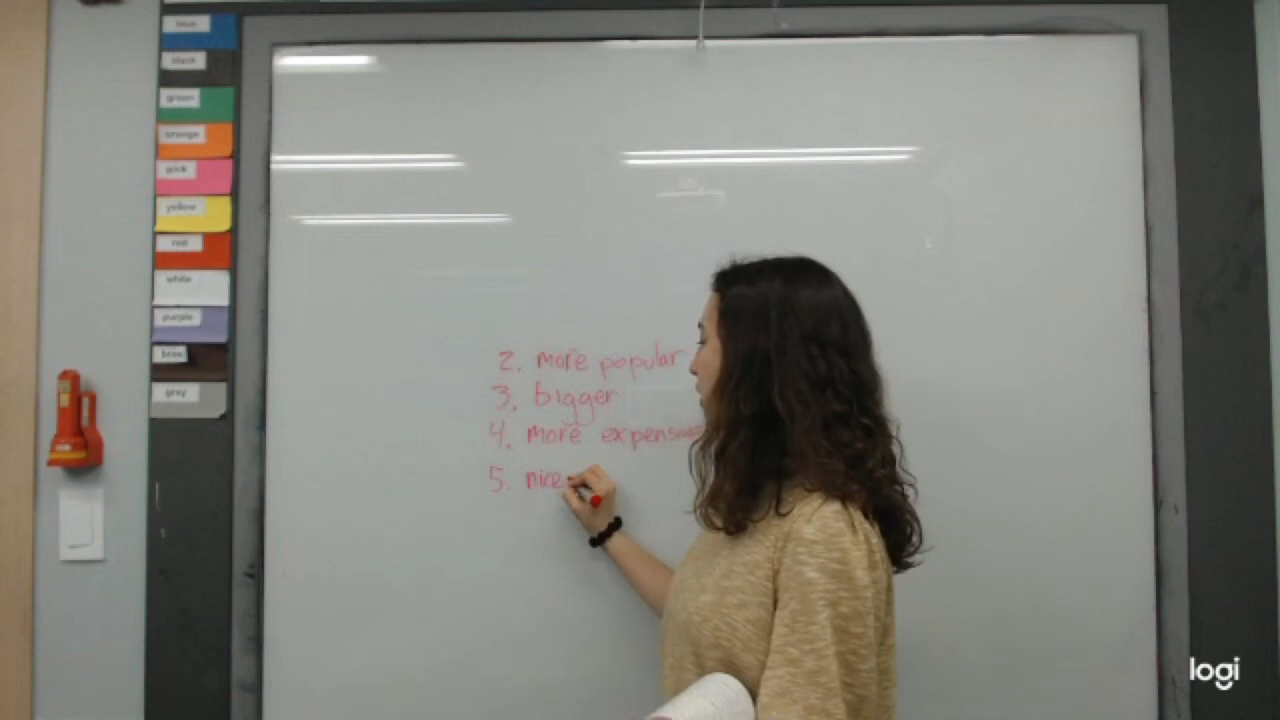 blue
black
green
orange
pink
yellow
red
white
purple
brown
gray
2. more popular
3. bigger
4. more expensive
5. nice
logi